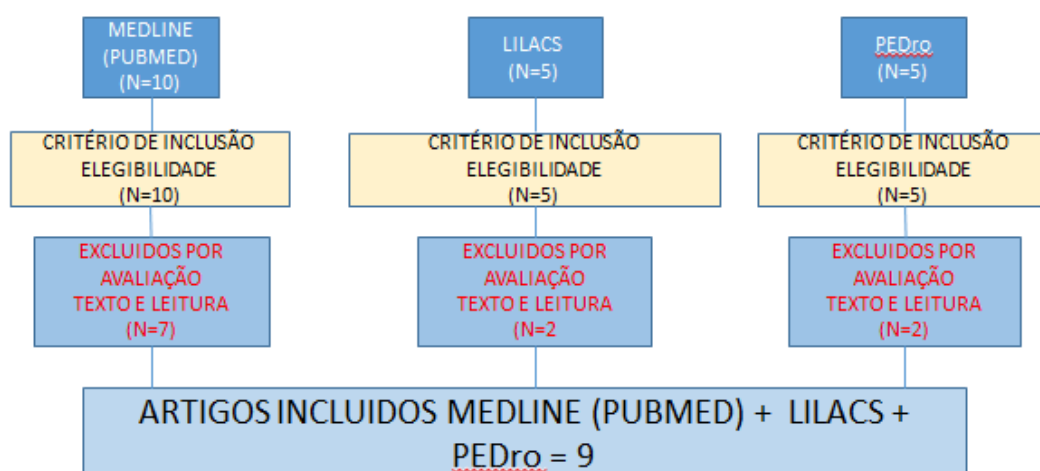 MEDLINE
(PUBMED)
(N=10)
LILACS
(N=5)
PEDro
(N=5)
CRITÉRIO DE INCLUSÃO
ELEGIBILIDADE
(N=10)
CRITÉRIO DE INCLUSÃO
ELEGIBILIDADE
(N=5)
CRITÉRIO DE INCLUSÃO
ELEGIBILIDADE
(N=5)
EXCLUIDOS POR
AVALIAÇÃO
TEXTO E LEITURA
(N=7)
EXCLUIDOS POR
AVALIAÇÃO
TEXTO E LEITURA
(N=2
EXCLUIDOS POR
AVALIAÇÃO
TEXTO E LEITURA
(N=2)
ARTIGOS INCLUIDOS MEDLINE (PUBMED) + LILACS +
PEDro = 9